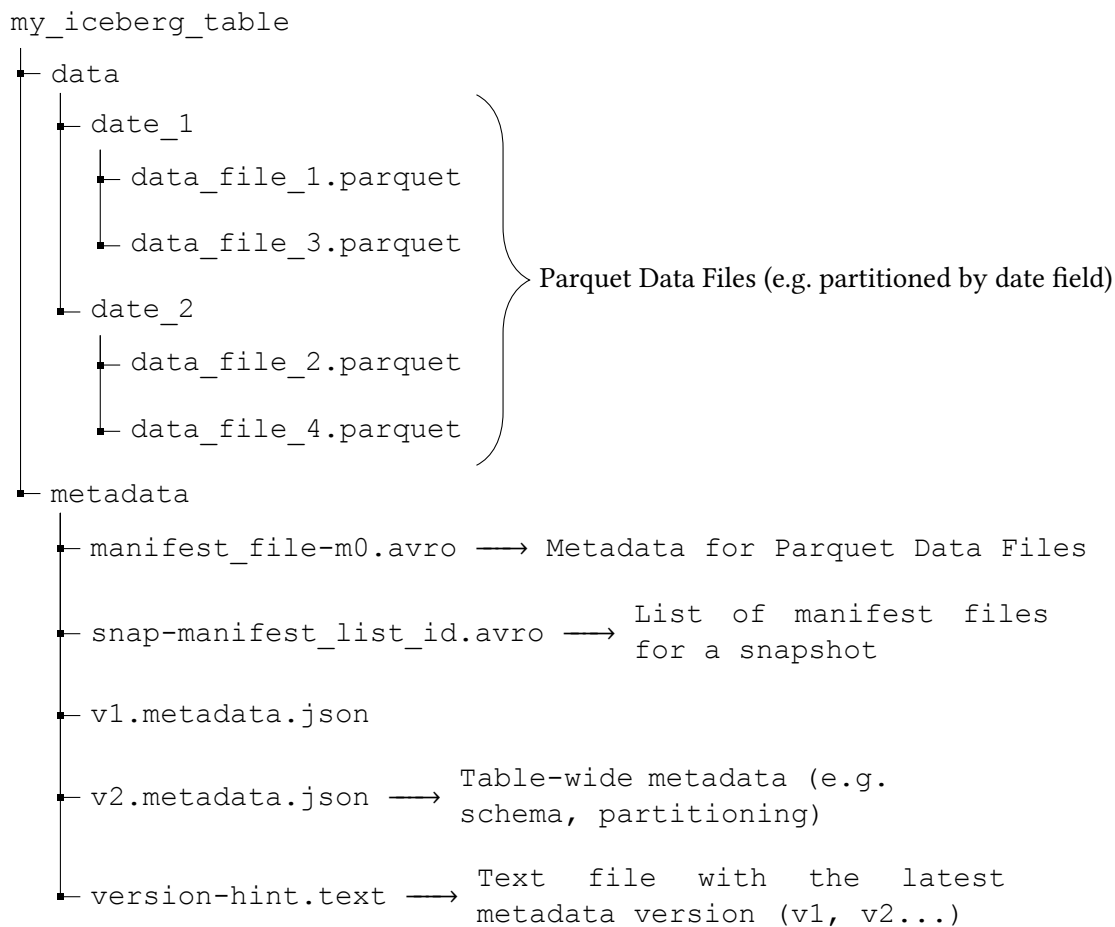 my_iceberg_table
data
date_1
data_file_1.parquet
data_file_3.parquet
Parquet Data Files (e.g. partitioned by date field)
date_2
data_file_2.parquet
data_file_4.parquet
metadata
manifest_file-m0.avro ⟶ Metadata for Parquet Data Files
snap-manifest_list_id.avro ⟶ List of manifest files
for a snapshot
v1.metadata.json
v2.metadata.json ⟶ Table-wide metadata (e.g.
schema, partitioning)
version-hint.text ⟶ Text file with the latest
metadata version (v1, v2...)